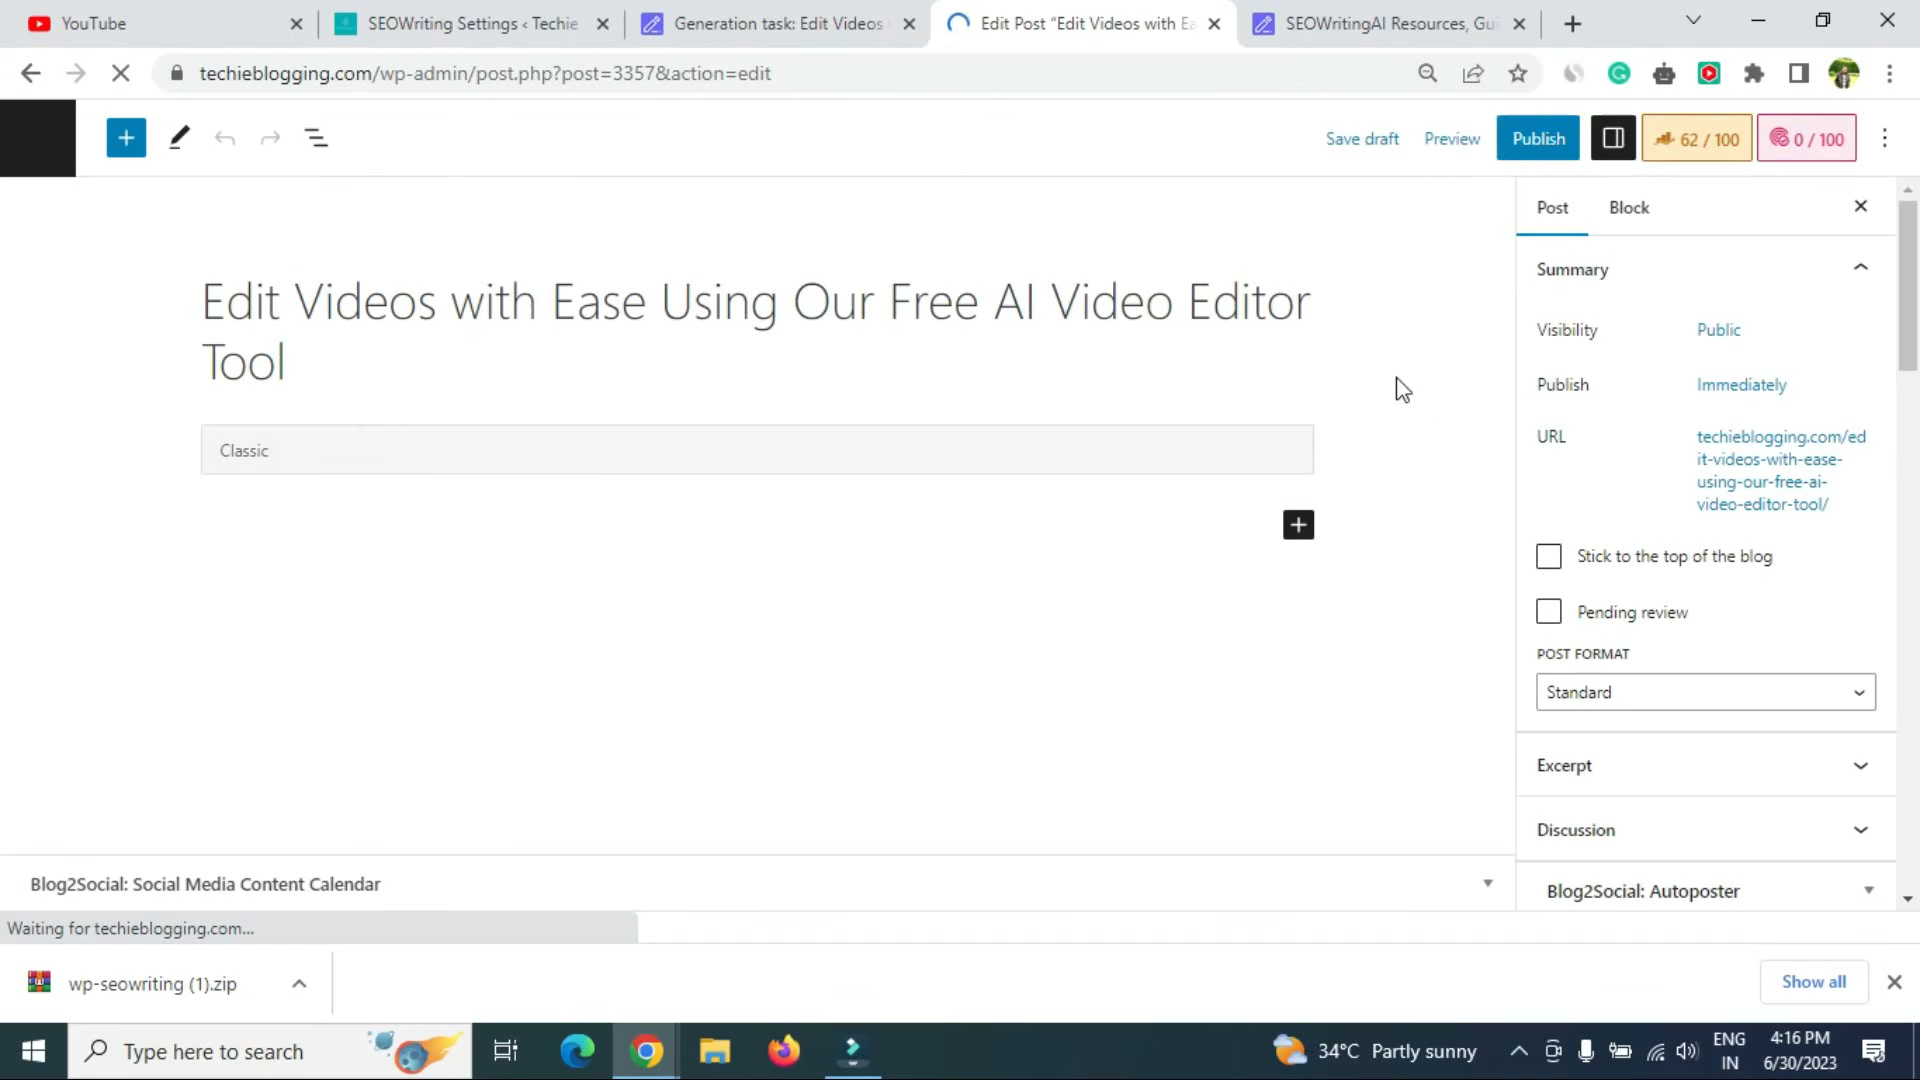 YouTube
SEOWriting Settings ‹ Techie
Generation task: Edit Videos
Edit Post "Edit Videos with Ea
SEOWritingAI Resources, Gui
techieblogging.com/wp-admin/post.php?post=3357&action=edit
Save draft
Preview
Publish
62 / 100
0 / 100
Post
Block
Summary
Visibility
Public
Publish
Immediately
URL
techieblogging.com/ed
it-videos-with-ease-
using-our-free-ai-
video-editor-tool/
Stick to the top of the blog
Pending review
POST FORMAT
Standard
Excerpt
Discussion
Blog2Social: Autoposter
Edit Videos with Ease Using Our Free AI Video Editor
Tool
Classic
Blog2Social: Social Media Content Calendar
Waiting for techieblogging.com...
wp-seowriting (1).zip
Show all
Type here to search
34°C Partly sunny
ENG
IN
4:16 PM
6/30/2023